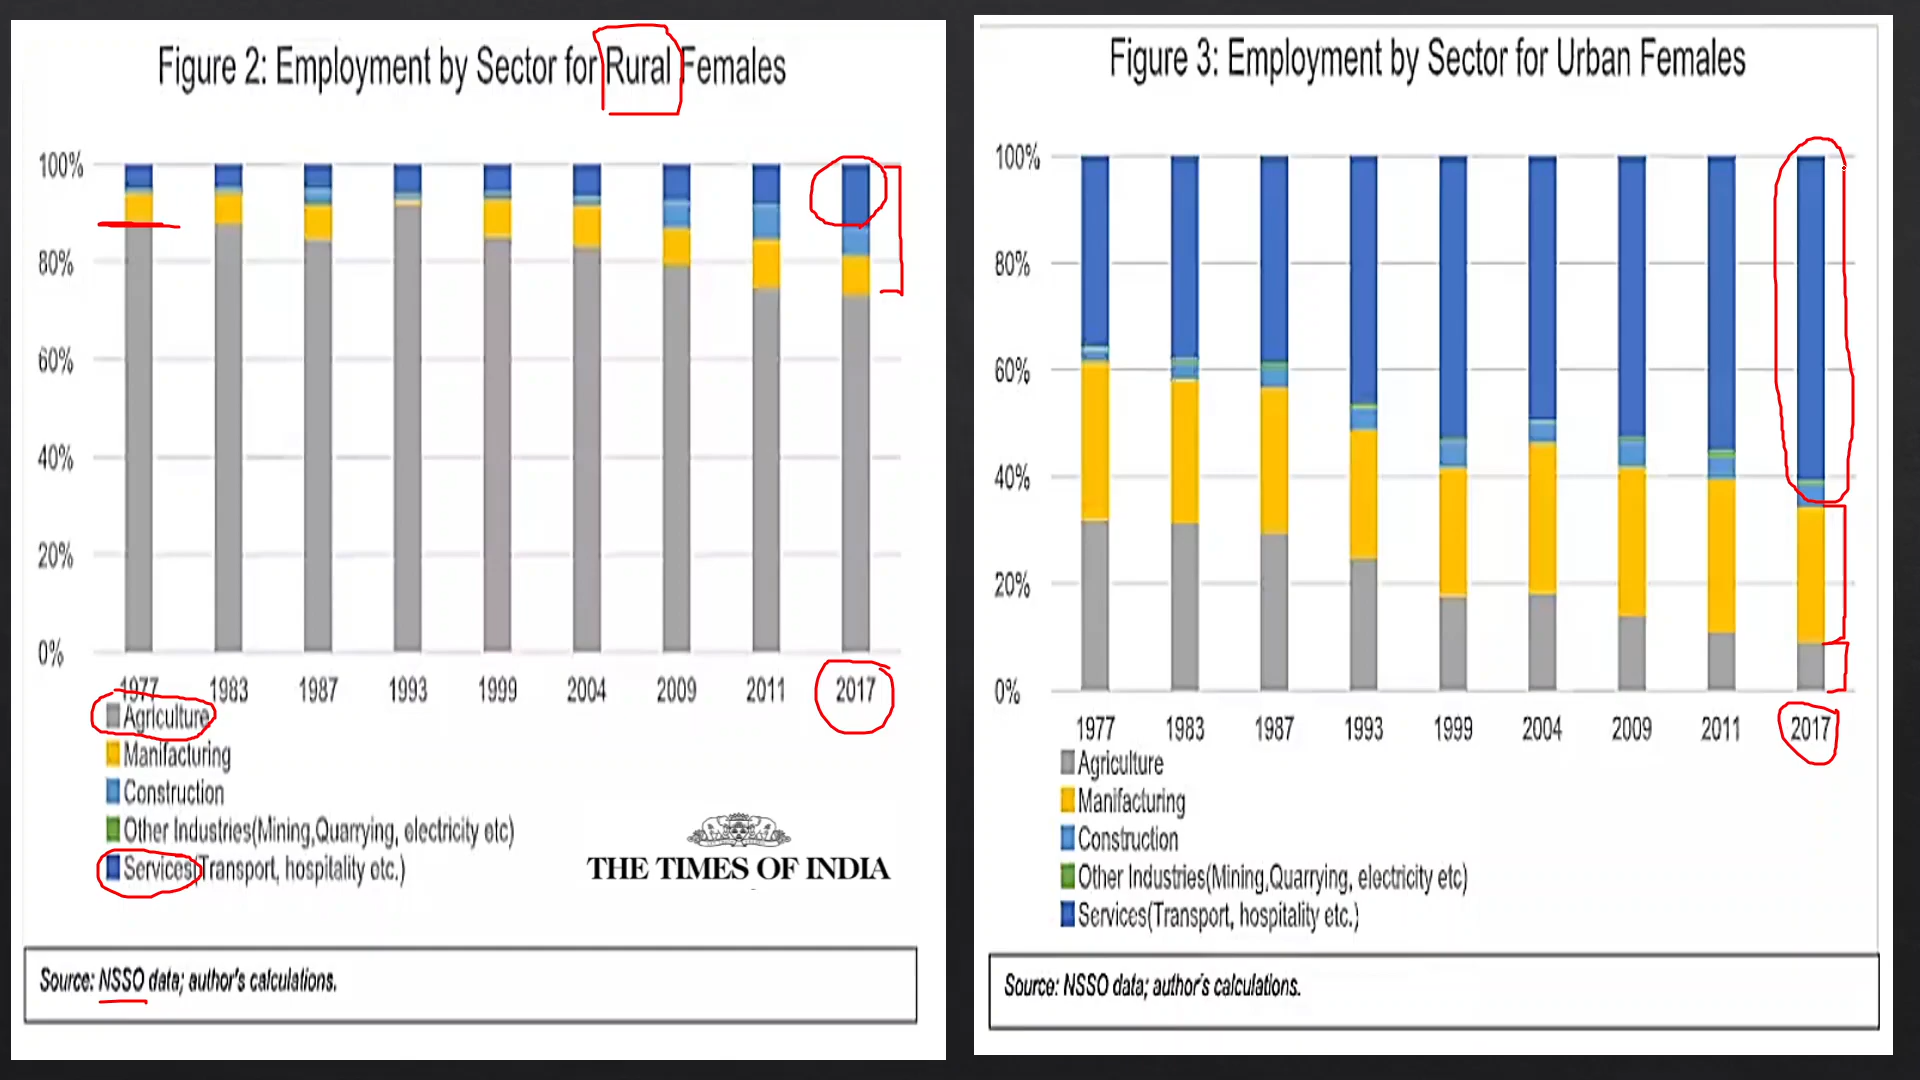 Figure 2: Employment by Sector for Rural Females
100%
80%
60%
40%
20%
0%
1977 1983 1987 1993 1999 2004 2009 2011 2017
Agriculture
Manifacturing
Construction
Other Industries(Mining,Quarrying, electricity etc)
Services(Transport, hospitality etc.)
THE TIMES OF INDIA
Source: NSSO data; author's calculations.
Figure 3: Employment by Sector for Urban Females
100%
80%
60%
40%
20%
0%
1977 1983 1987 1993 1999 2004 2009 2011 2017
Agriculture
Manifacturing
Construction
Other Industries(Mining,Quarrying, electricity etc)
Services(Transport, hospitality etc.)
Source: NSSO data; author's calculations.